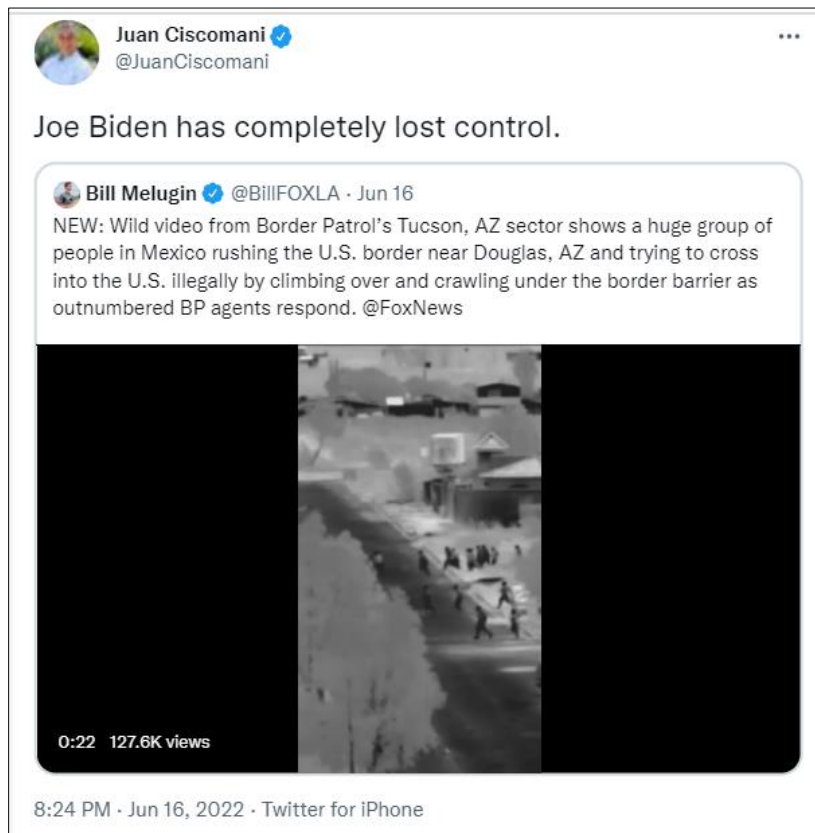 Juan Ciscomani
@JuanCiscomani
Joe Biden has completely lost control.
Bill Melugin @BillFOXLA · Jun 16
NEW: Wild video from Border Patrol's Tucson, AZ sector shows a huge group of
people in Mexico rushing the U.S. border near Douglas, AZ and trying to cross
into the U.S. illegally by climbing over and crawling under the border barrier as
outnumbered BP agents respond. @FoxNews
0:22 127.6K views
8:24 PM · Jun 16, 2022 · Twitter for iPhone